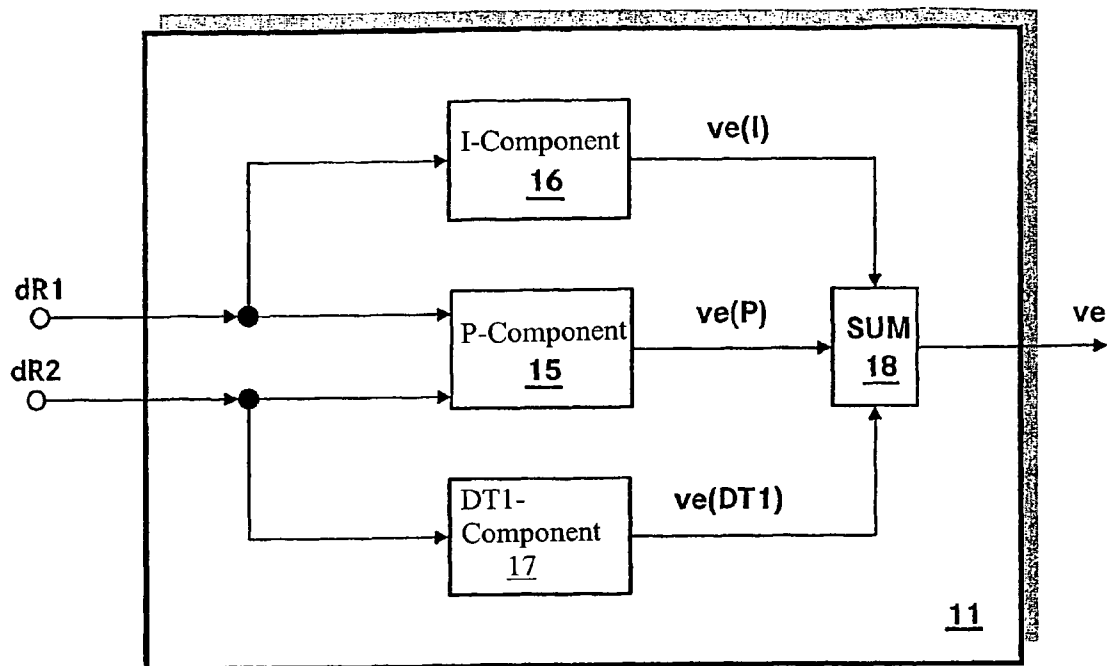 I-Component
16
ve(I)
dR1
P-Component
15
ve(P)
SUM
18
ve
dR2
DT1-
Component
17
ve(DT1)
11